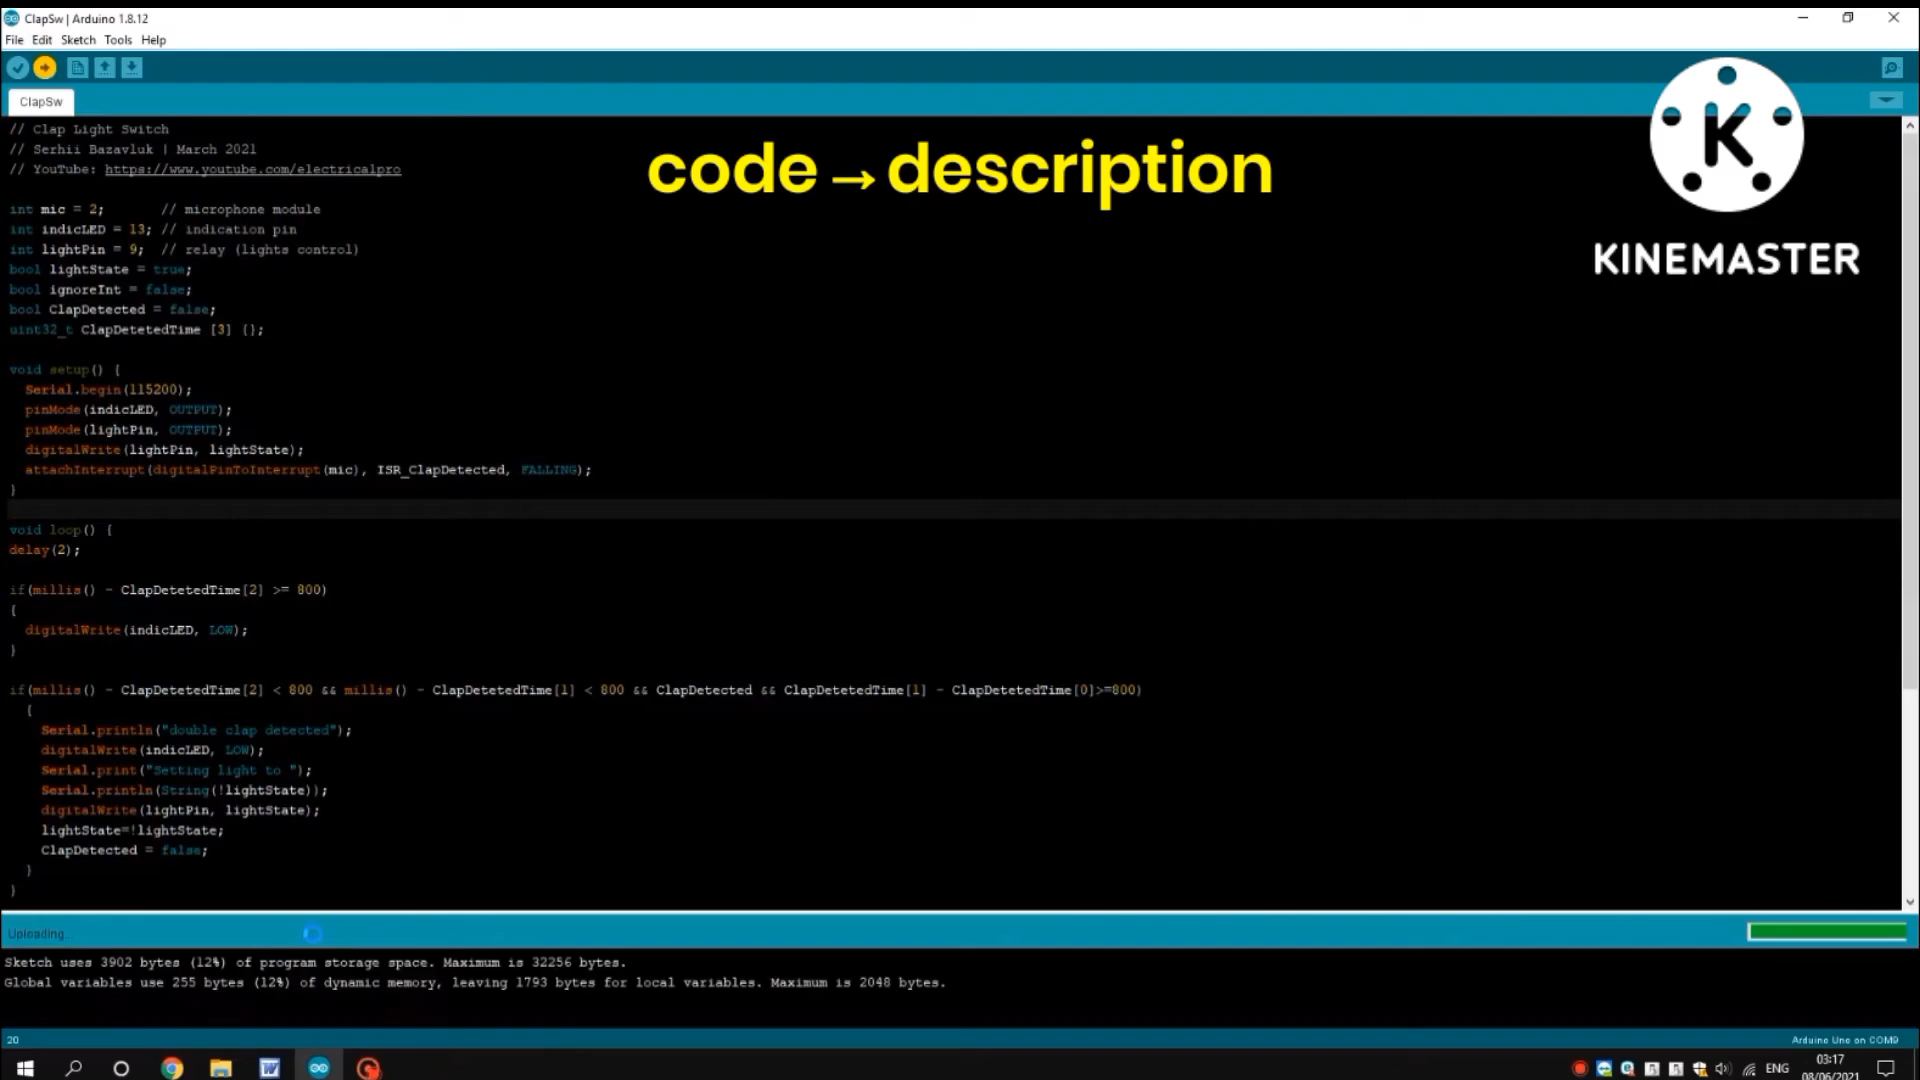 ClapSw | Arduino 1.8.12
File Edit Sketch Tools Help
ClapSw
code→description
K
KINEMASTER
// Clap Light Switch
// Serhii Bazavluk | March 2021
// YouTube: https://www.youtube.com/electricalpro
int mic = 2; // microphone module
int indicLED = 13; // indication pin
int lightPin = 9; // relay (lights control)
bool lightState = true;
bool ignoreInt = false;
bool ClapDetected = false;
uint32_t ClapDetetedTime [3] {};
void setup() {
Serial.begin(115200);
pinMode(indicLED, OUTPUT);
pinMode(lightPin, OUTPUT);
digitalWrite(lightPin, lightState);
attachInterrupt(digitalPinToInterrupt(mic), ISR_ClapDetected, FALLING);
}
void loop() {
delay(2);
if(millis() - ClapDetetedTime[2] >= 800)
{
digitalWrite(indicLED, LOW);
}
if(millis() - ClapDetetedTime[2] < 800 && millis() - ClapDetetedTime[1] < 800 && ClapDetected && ClapDetetedTime[1] - ClapDetetedTime[0]>=800)
{
Serial.println("double clap detected");
digitalWrite(indicLED, LOW);
Serial.print("Setting light to ");
Serial.println(String(!lightState));
digitalWrite(lightPin, lightState);
lightState=!lightState;
ClapDetected = false;
}
}
Uploading...
Sketch uses 3902 bytes (12%) of program storage space. Maximum is 32256 bytes.
Global variables use 255 bytes (12%) of dynamic memory, leaving 1793 bytes for local variables. Maximum is 2048 bytes.
20
Arduino Uno on COM9
ENG
03:17
08/06/2021